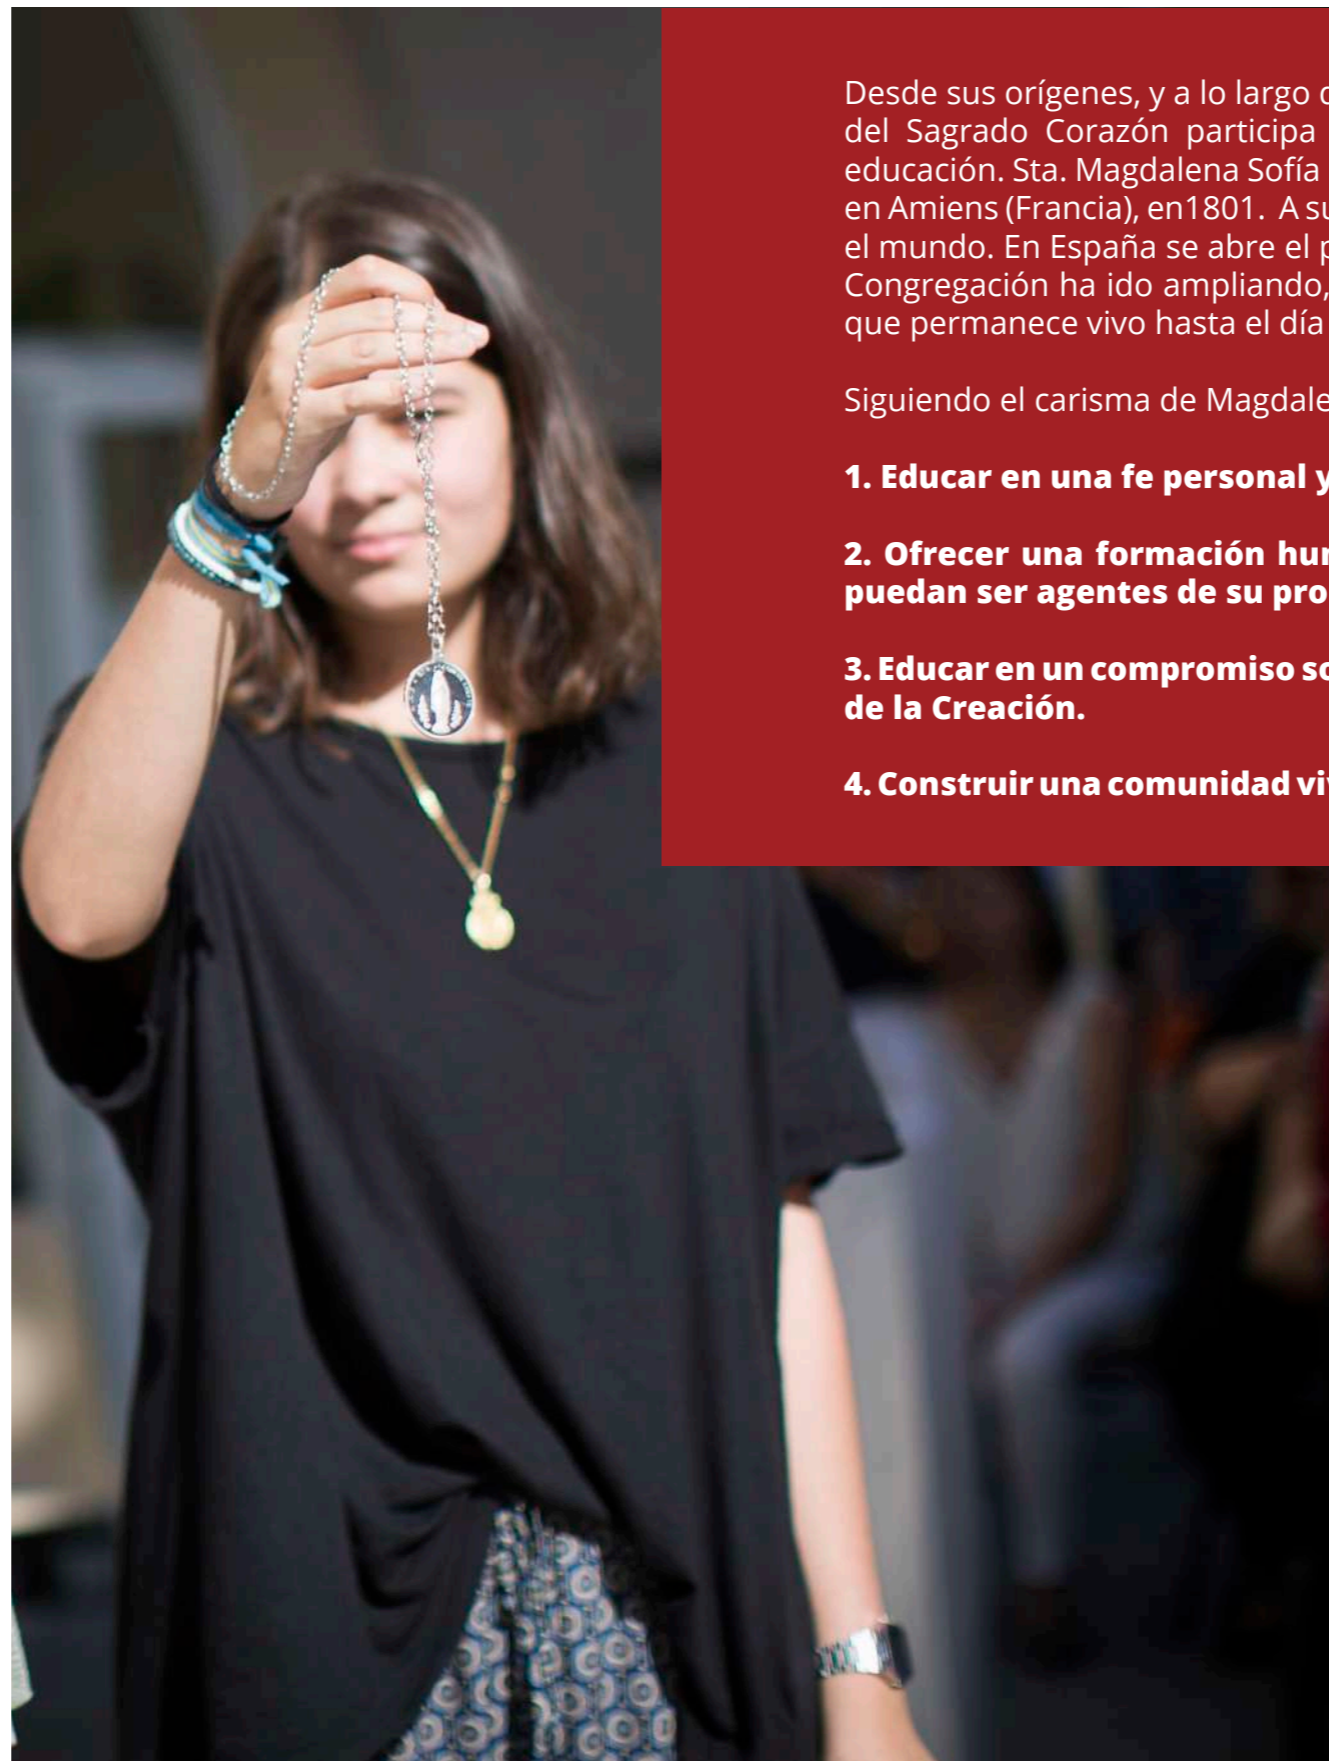 Desde sus orígenes, y a lo largo
del Sagrado Corazón participa
educación. Sta. Magdalena Sofía
en Amiens (Francia), en1801. A
el mundo. En España se abre el
Congregación ha ido ampliando,
que permanece vivo hasta el día
Siguiendo el carisma de
1. Educar en una fe personal y
2. Ofrecer una formación
puedan ser agentes de su
3. Educar en un compromiso
de la Creación.
4. Construir una comunidad